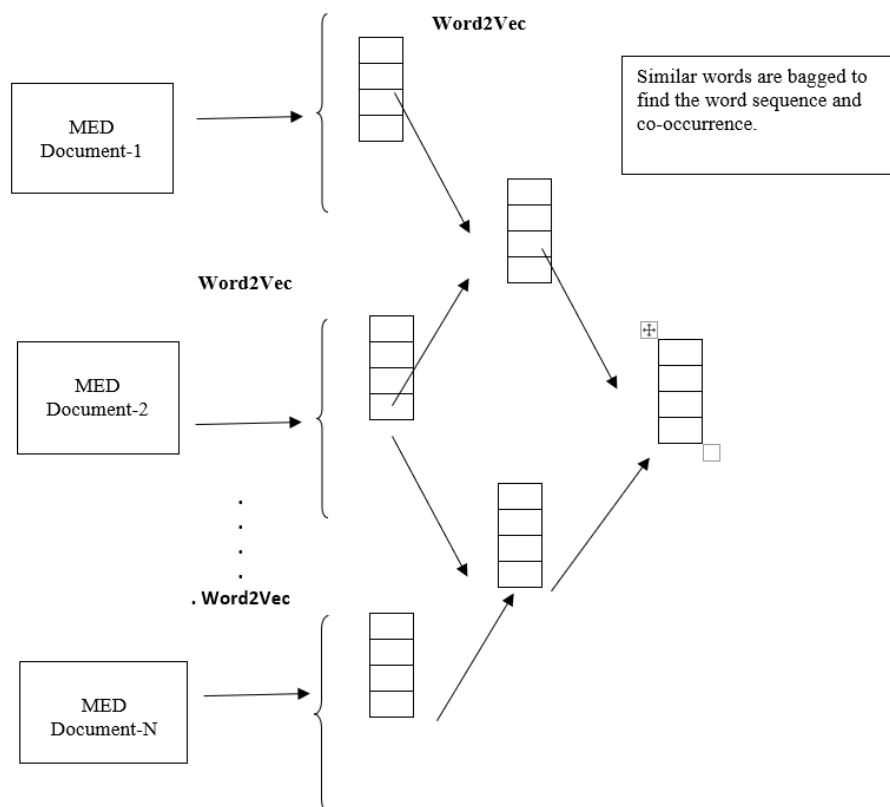 Word2Vec
Similar words are bagged to
find the word sequence and
co-occurrence.
MED
Document-1
Word2Vec
MED
Document-2
.
.
.
.
. Word2Vec
MED
Document-N